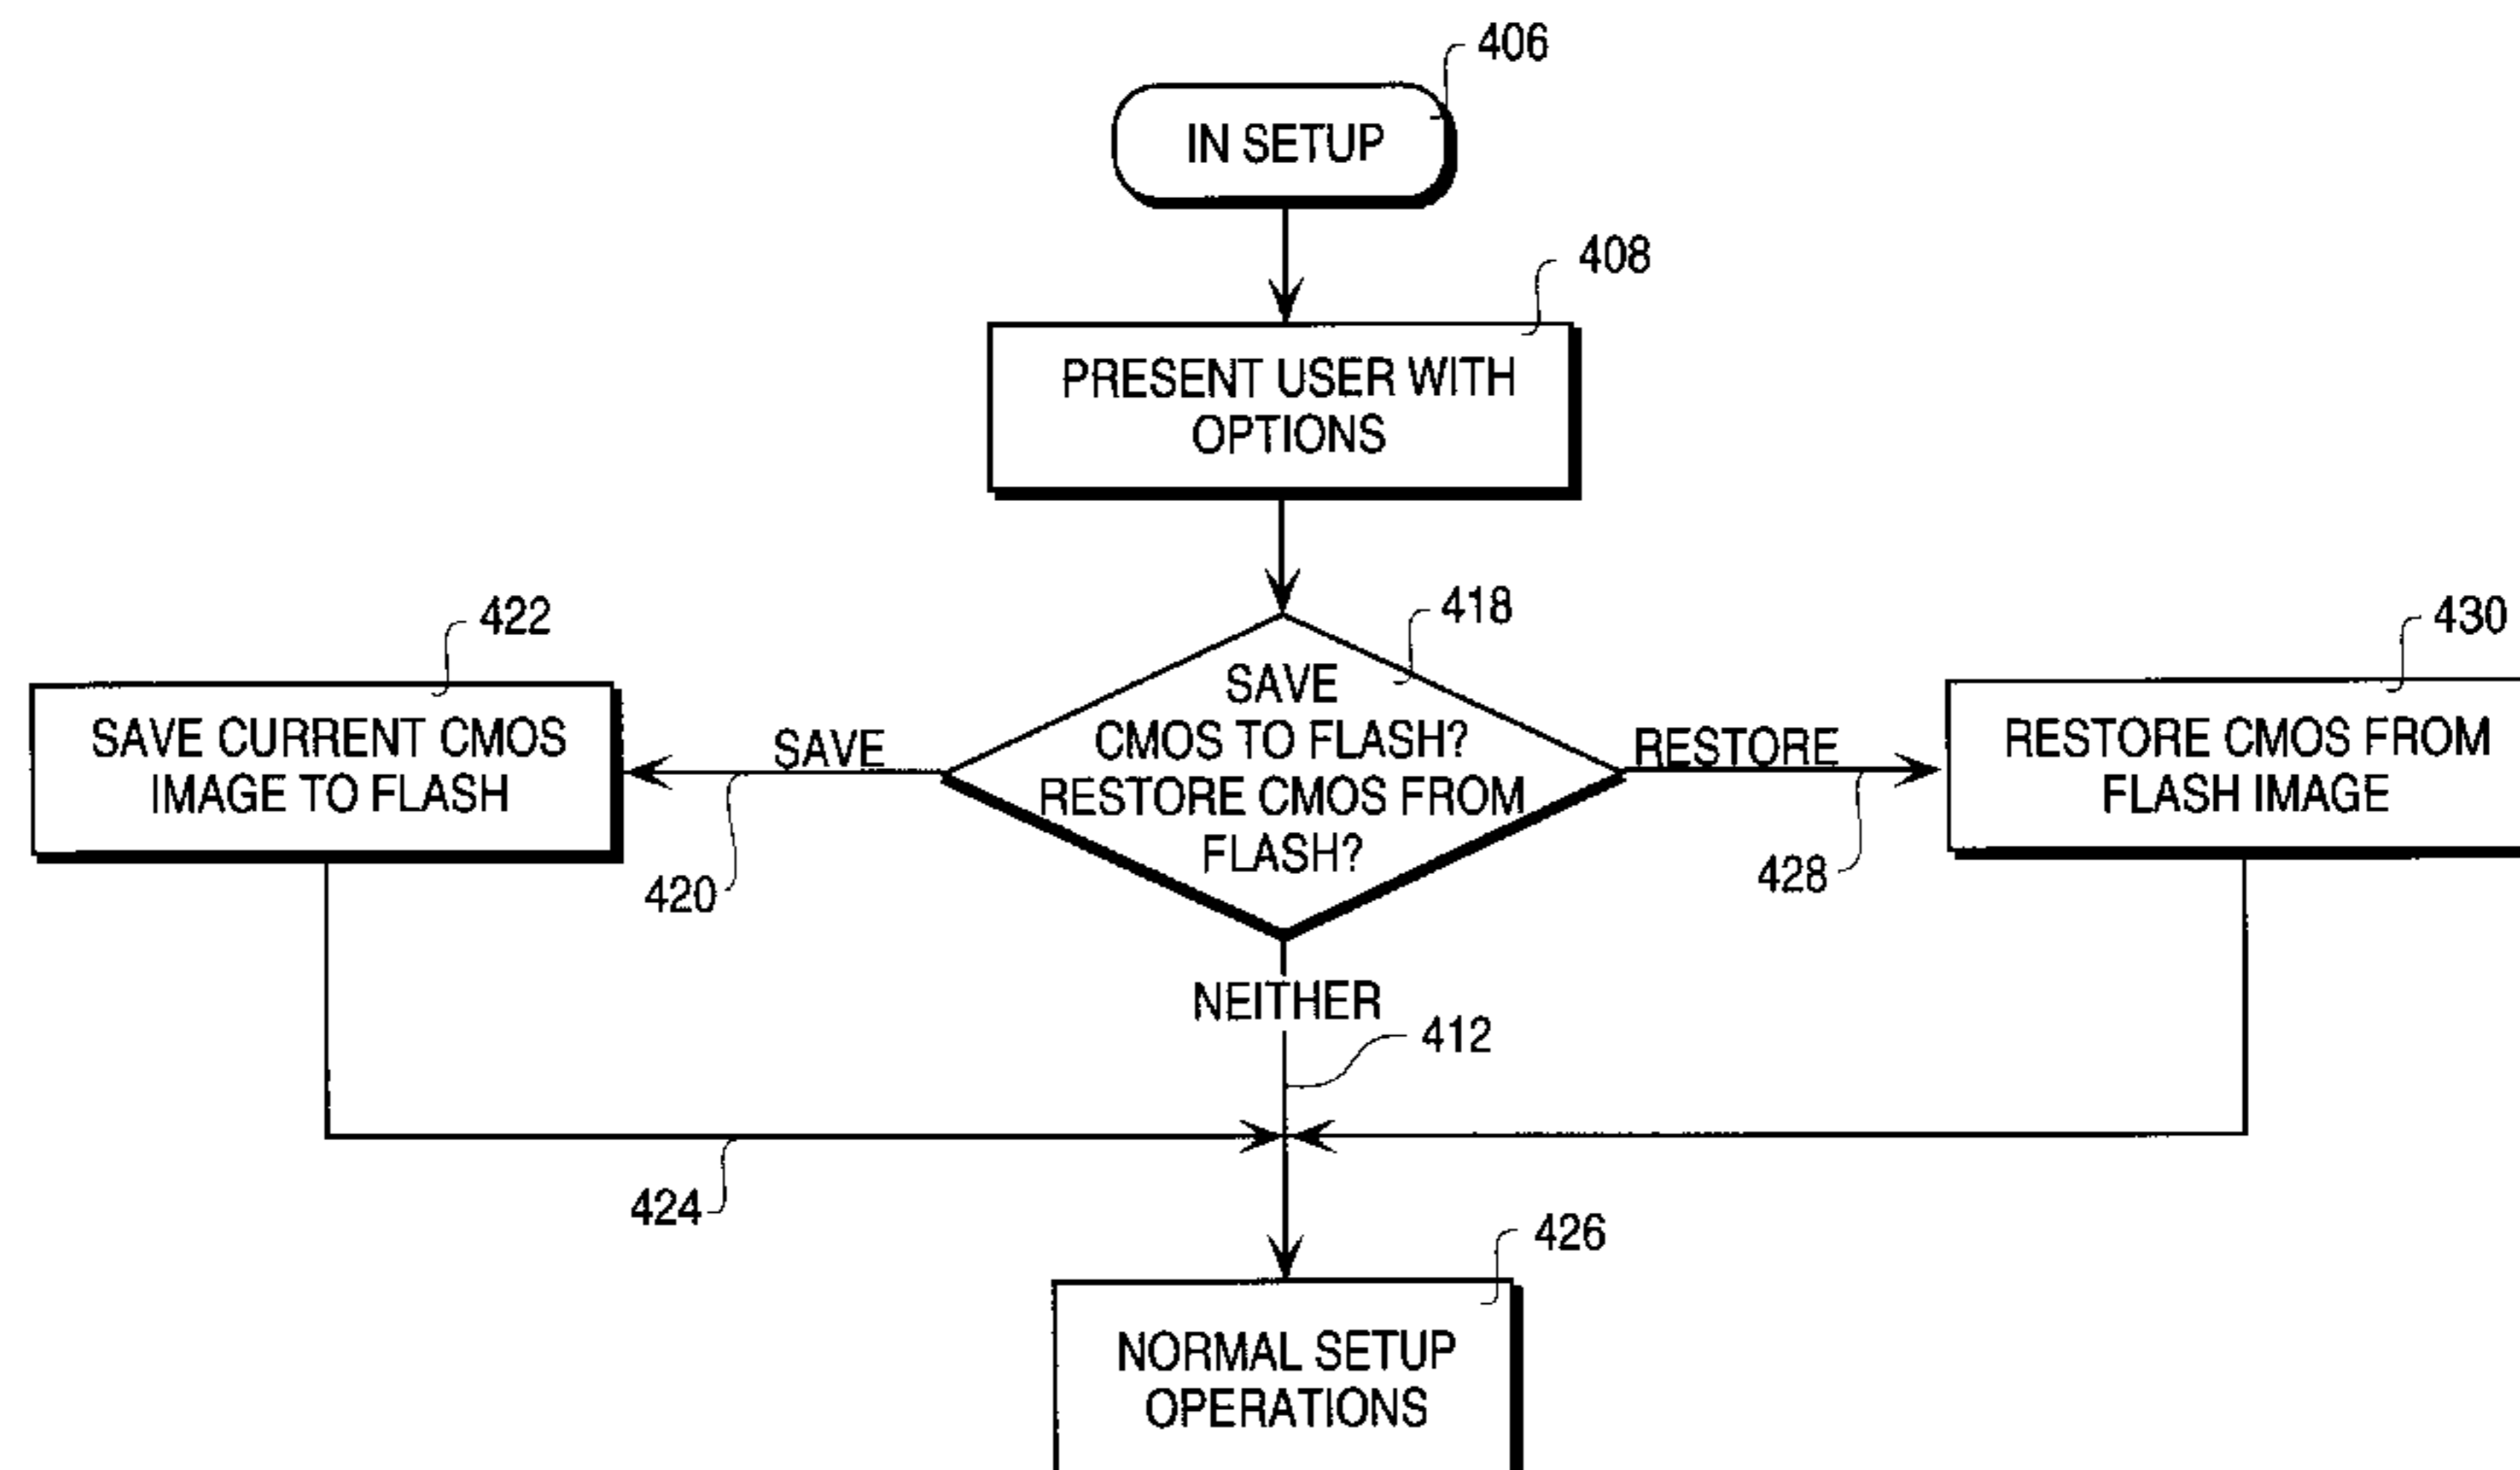 406
IN SETUP
408
PRESENT USER WITH
OPTIONS
418
SAVE
CMOS TO FLASH?
RESTORE CMOS FROM
FLASH?
422
SAVE CURRENT CMOS
IMAGE TO FLASH
SAVE
420
RESTORE
428
430
RESTORE CMOS FROM
FLASH IMAGE
NEITHER
412
424
426
NORMAL SETUP
OPERATIONS